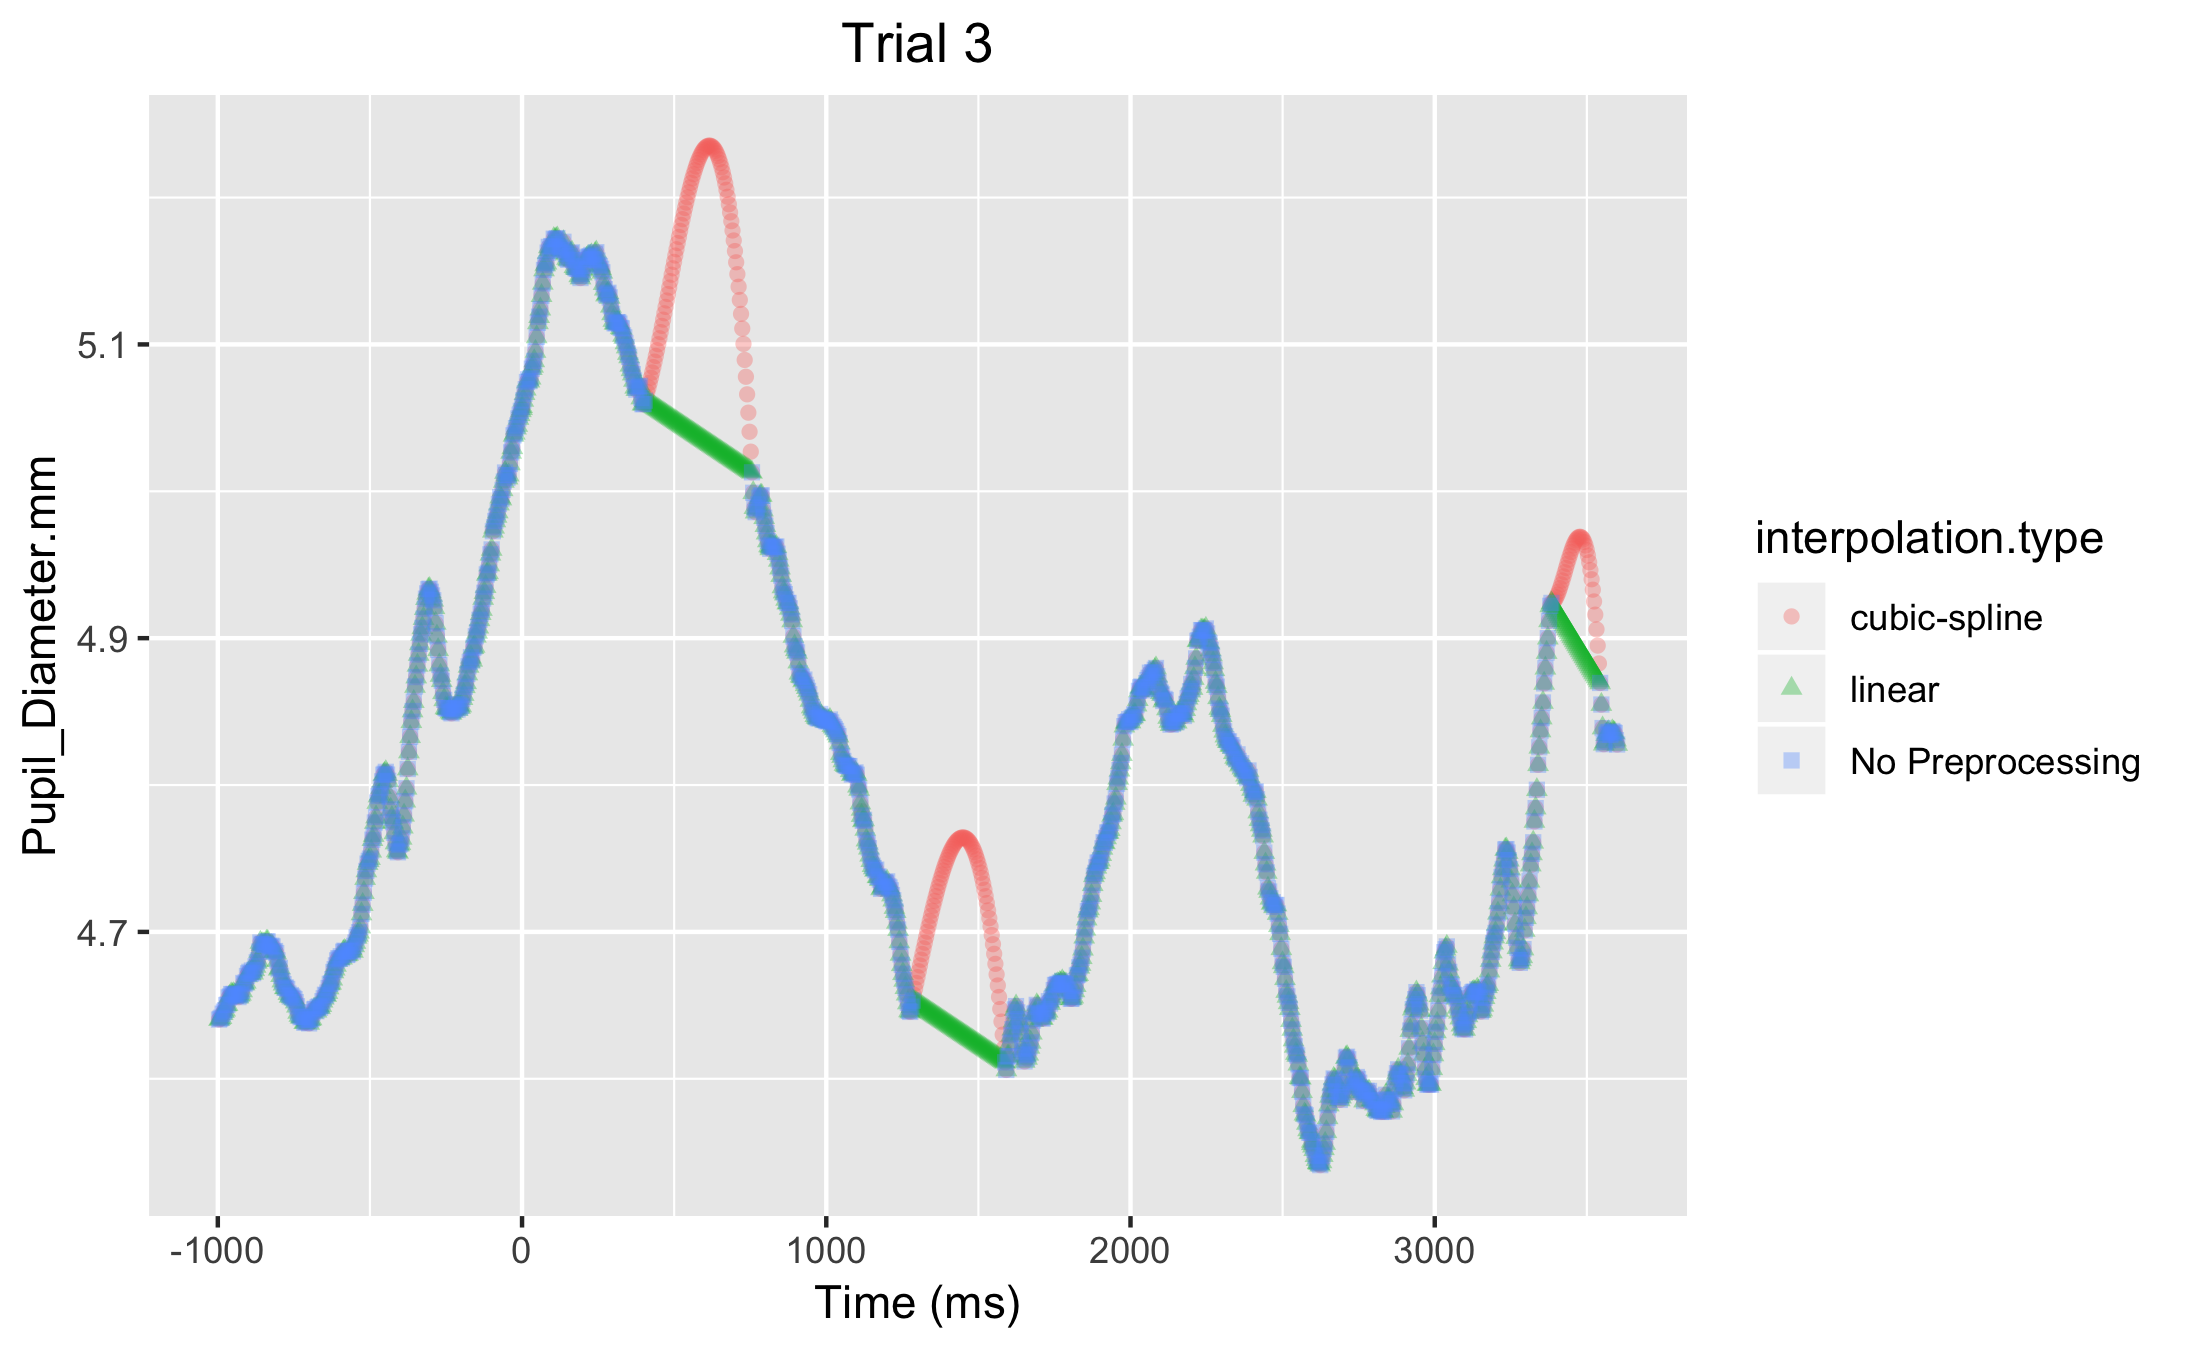 Trial 3
Pupil_Diameter.mm
5.1
4.9
4.7
-1000
0
1000
2000
3000
Time (ms)
interpolation.type
cubic-spline
linear
No Preprocessing